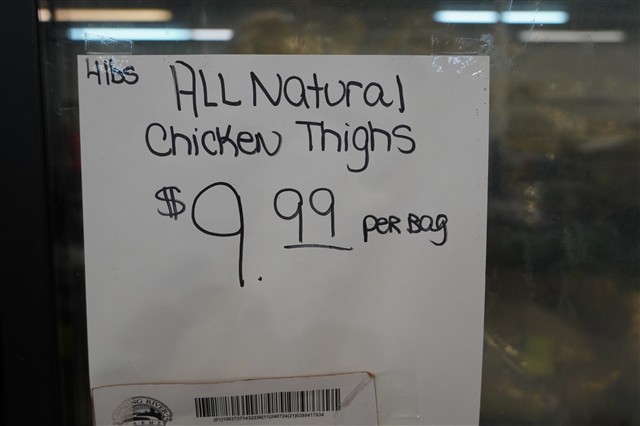 4lbs
ALL Natural
Chicken Thighs
$9.99 per Bag